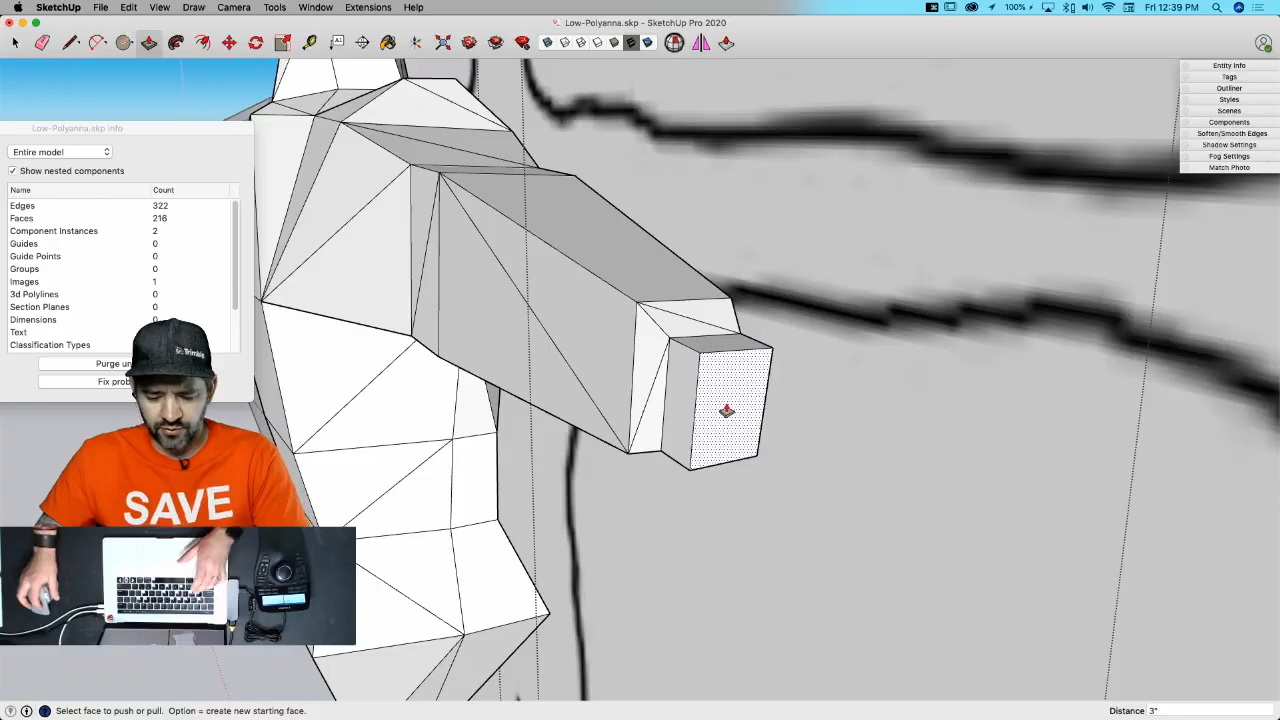 SketchUp File Edit View Draw Camera Tools Window Extensions Help
100% Fri 12:39 PM
Low-Polyanna.skp - SketchUp Pro 2020
Entity Info
Tags
Outliner
Styles
Scenes
Components
Soften/Smooth Edges
Shadow Settings
Fog Settings
Match Photo
Low-Polyanna.skp info
Entire model
Show nested components
Name Count
Edges 322
Faces 216
Component Instances 2
Guides 0
Guide Points 0
Groups 0
Images 1
3d Polylines 0
Section Planes 0
Dimensions 0
Text
Classification Types
Purge un
Fix prob
Trimble
SAVE
Select face to push or pull. Option = create new starting face.
Distance 3"